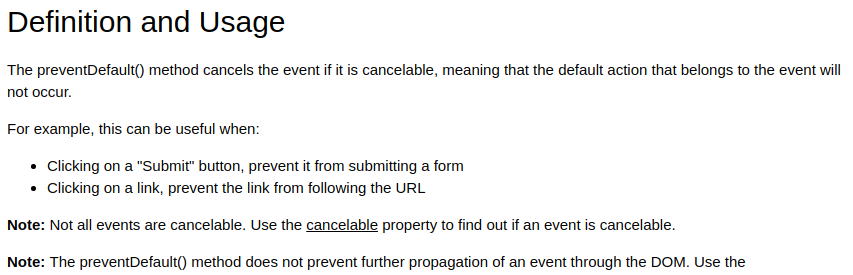 Definition and Usage
The preventDefault() method cancels the event if it is cancelable, meaning that the default action that belongs to the event will
not occur.
For example, this can be useful when:
• Clicking on a "Submit" button, prevent it from submitting a form
• Clicking on a link, prevent the link from following the URL
Note: Not all events are cancelable. Use the cancelable property to find out if an event is cancelable.
Note: The preventDefault() method does not prevent further propagation of an event through the DOM. Use the